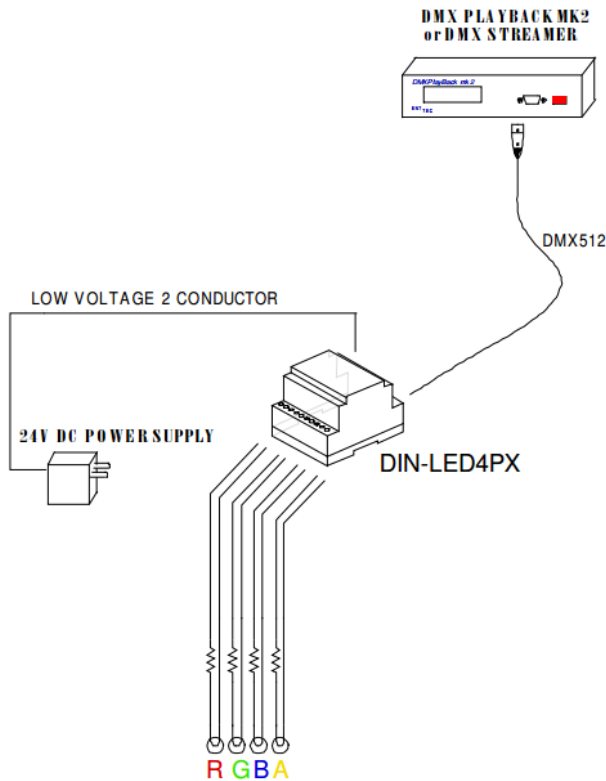 DMX PLAYBACK MK2
or DMX STREAMER
DMXPlayBack mk 2
ENTTEC
DMX512
LOW VOLTAGE 2 CONDUCTOR
24V DC POWER SUPPLY
DIN-LED4PX
R G B A